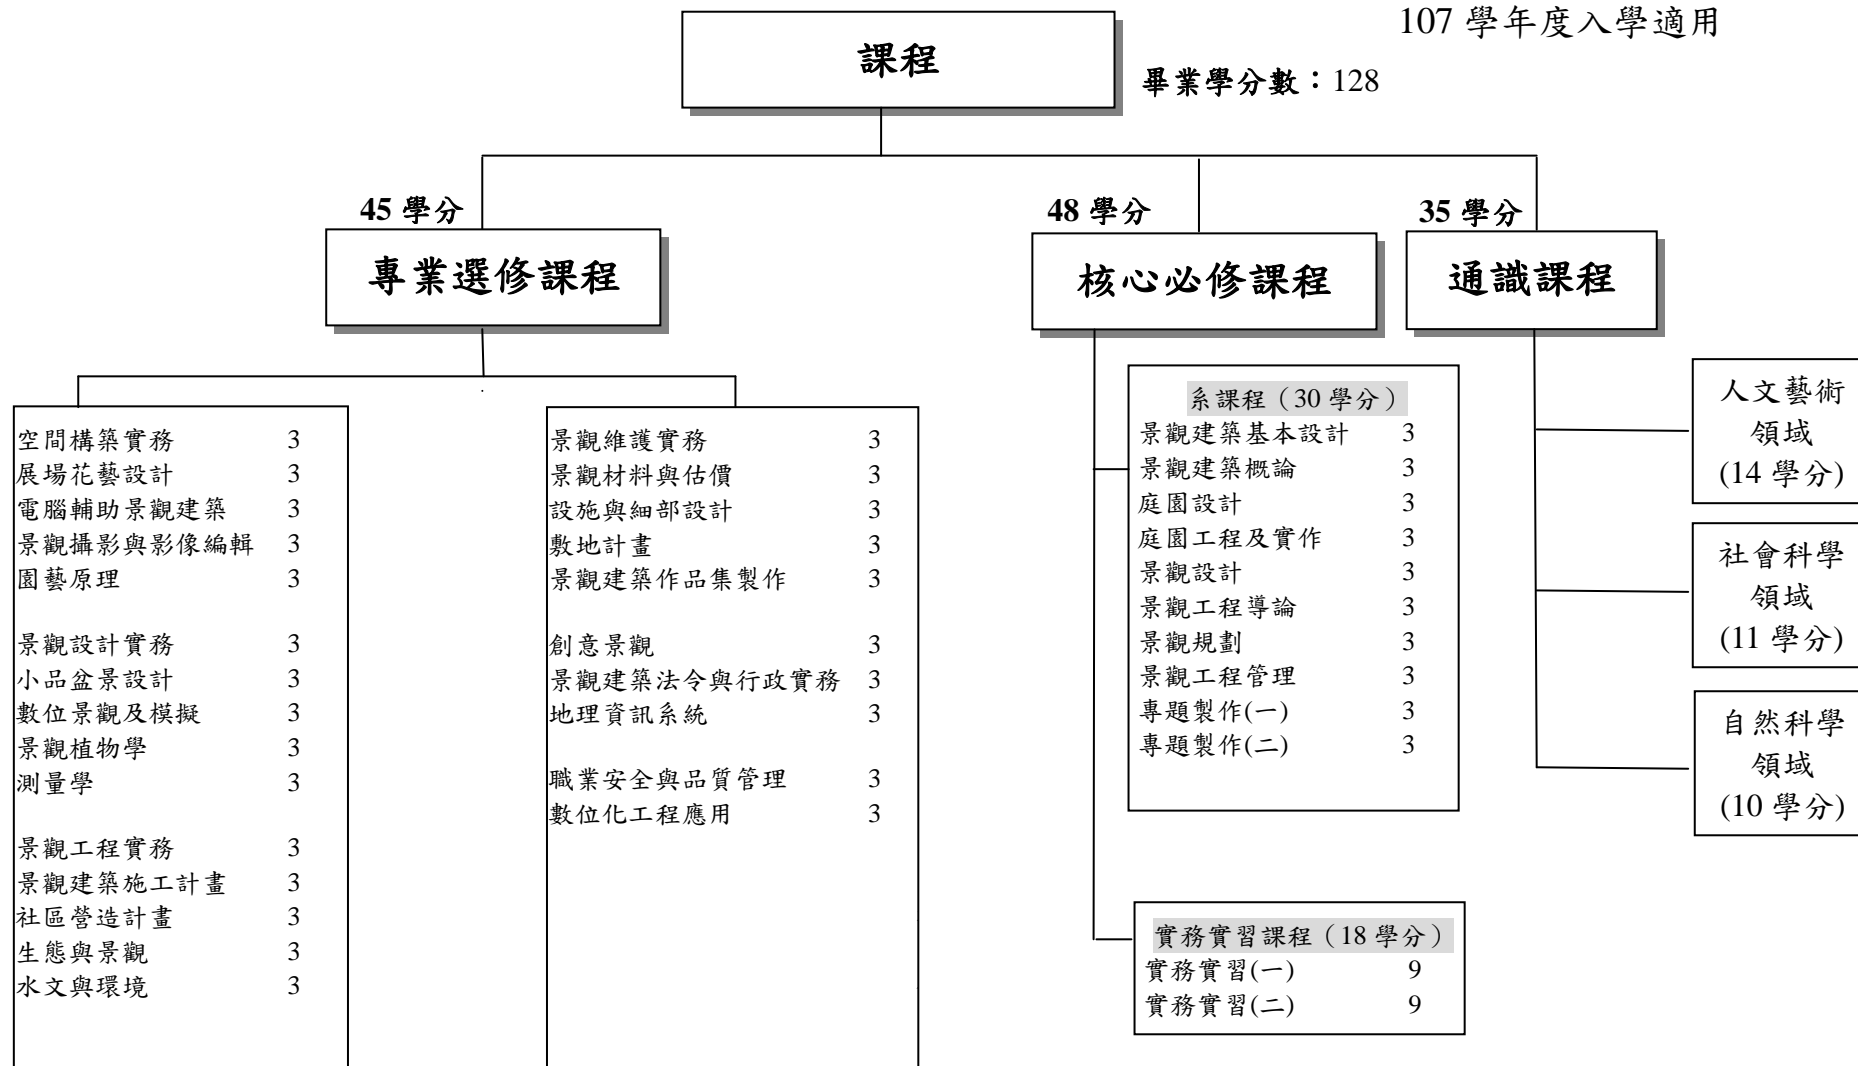 107 學年度入學適用
課程
畢業學分數：128
45 學分
專業選修課程
48 學分
核心必修課程
35 學分
通識課程
空間構築實務 3
展場花藝設計 3
電腦輔助景觀建築 3
景觀攝影與影像編輯 3
園藝原理 3
景觀設計實務 3
小品盆景設計 3
數位景觀及模擬 3
景觀植物學 3
測量學 3
景觀工程實務 3
景觀建築施工計畫 3
社區營造計畫 3
生態與景觀 3
水文與環境 3
景觀維護實務 3
景觀材料與估價 3
設施與細部設計 3
敷地計畫 3
景觀建築作品集製作 3
創意景觀 3
景觀建築法令與行政實務 3
地理資訊系統 3
職業安全與品質管理 3
數位化工程應用 3
系課程（30 學分）
景觀建築基本設計 3
景觀建築概論 3
庭園設計 3
庭園工程及實作 3
景觀設計 3
景觀工程導論 3
景觀規劃 3
景觀工程管理 3
專題製作(一) 3
專題製作(二) 3
實務實習課程（18 學分）
實務實習(一) 9
實務實習(二) 9
人文藝術
領域
(14 學分)
社會科學
領域
(11 學分)
自然科學
領域
(10 學分)